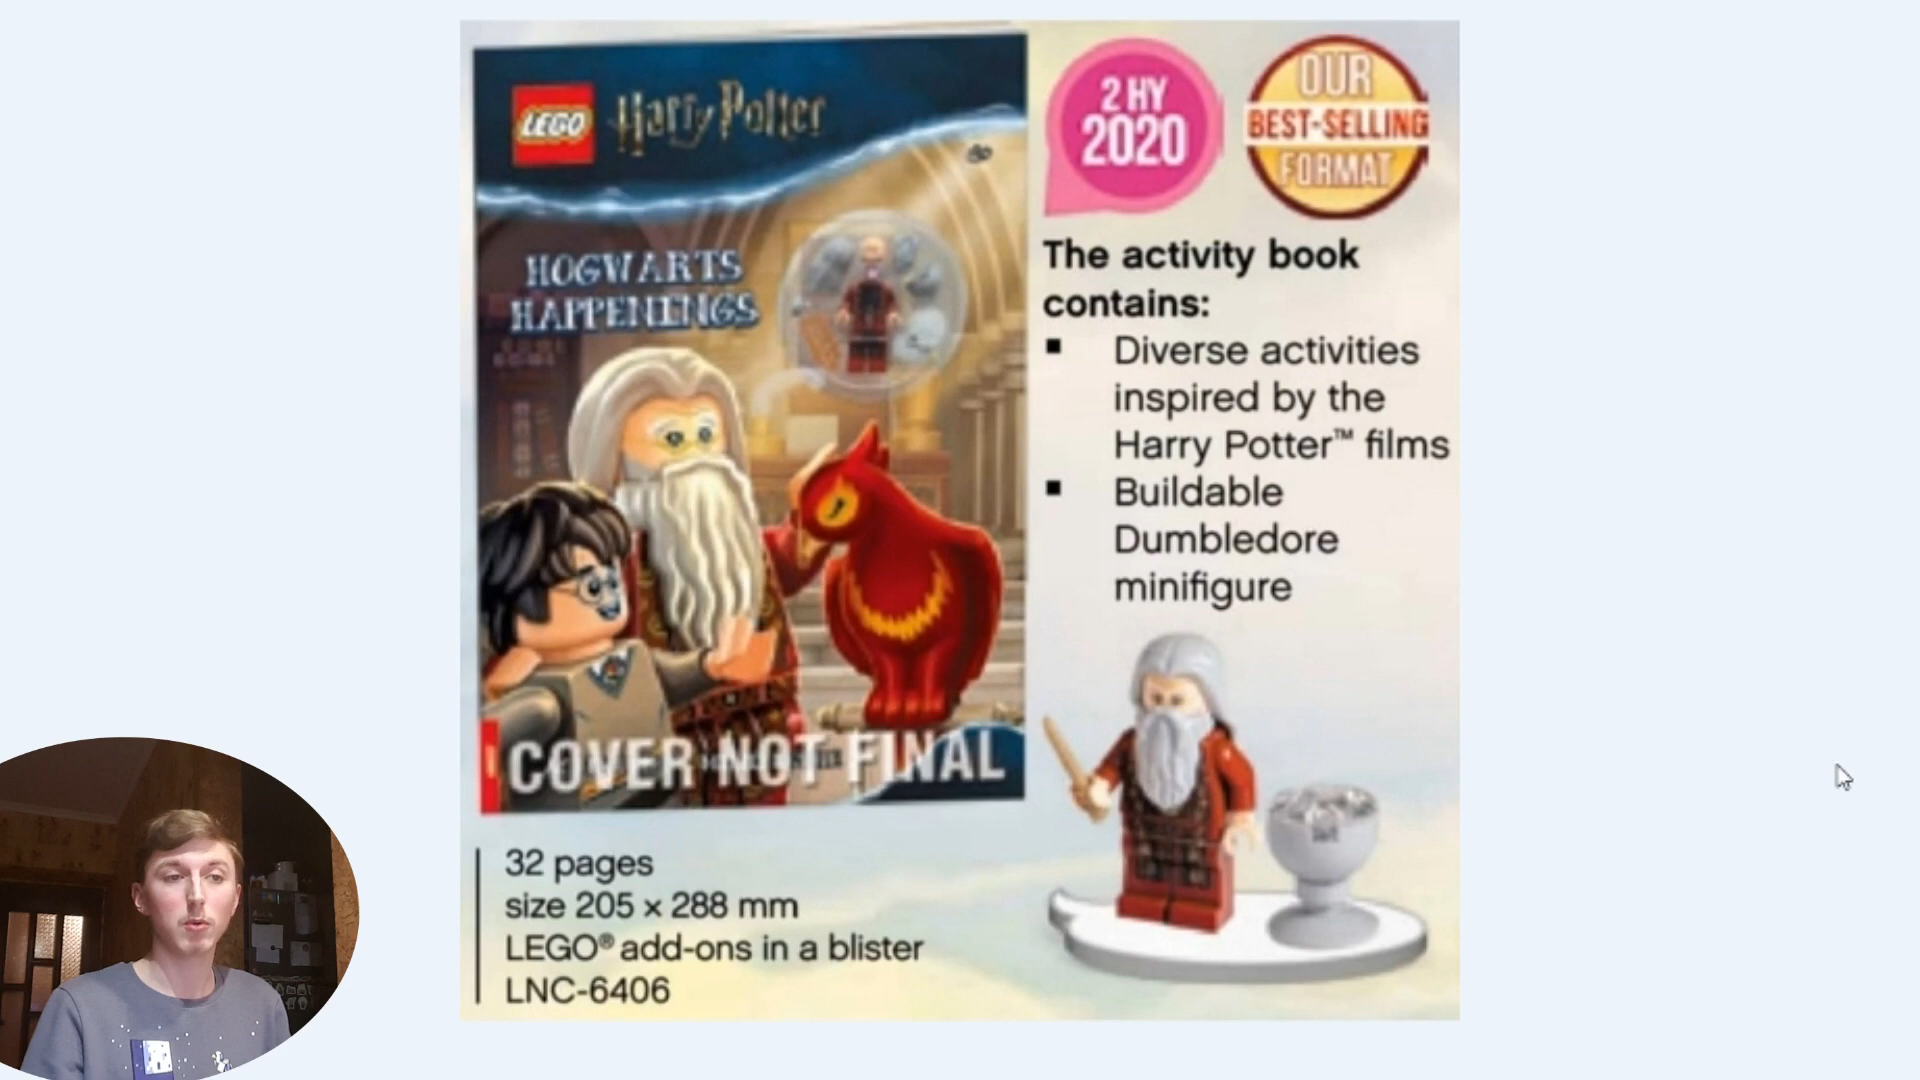 LEGO Harry Potter
HOGWARTS
HAPPENINGS
COVER NOT FINAL
2 HY
2020
OUR
BEST-SELLING
FORMAT
The activity book
contains:
▪ Diverse activities
inspired by the
Harry Potter™ films
▪ Buildable
Dumbledore
minifigure
32 pages
size 205 x 288 mm
LEGO® add-ons in a blister
LNC-6406